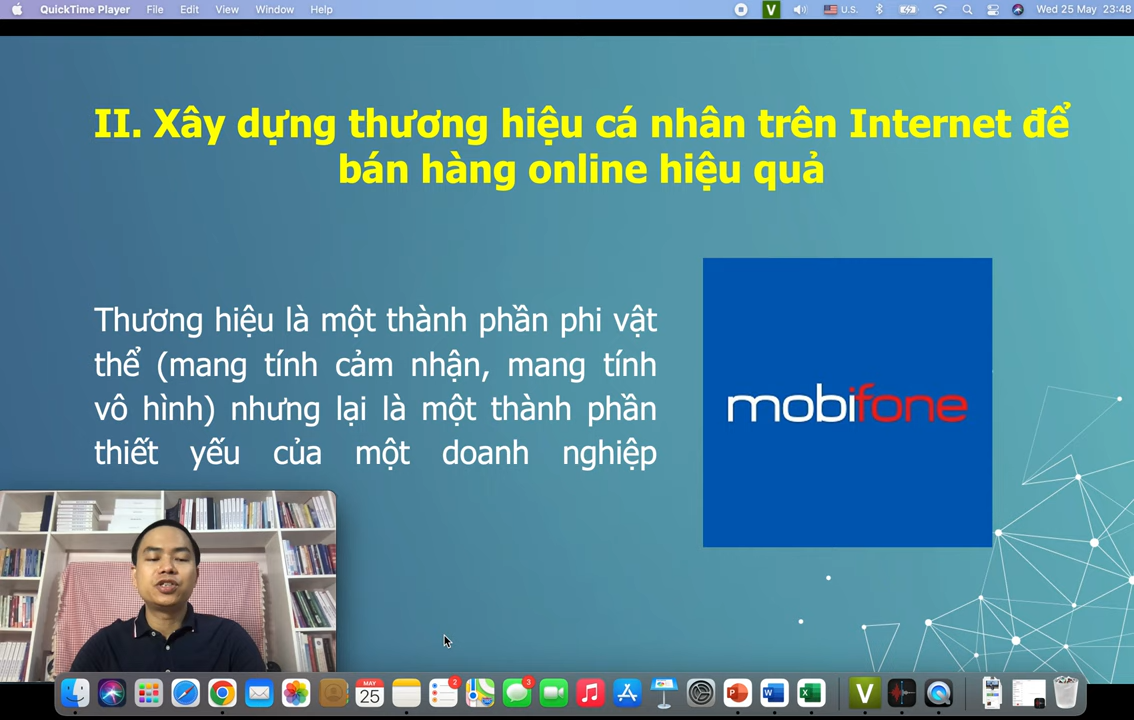 QuickTime Player File Edit View Window Help V U.S. Wed 25 May 23:48
II. Xây dựng thương hiệu cá nhân trên Internet để
bán hàng online hiệu quả
Thương hiệu là một thành phần phi vật
thể (mang tính cảm nhận, mang tính
vô hình) nhưng lại là một thành phần
thiết yếu của một doanh nghiệp
mobifone
MAY
25
2
3
P
W
X
V